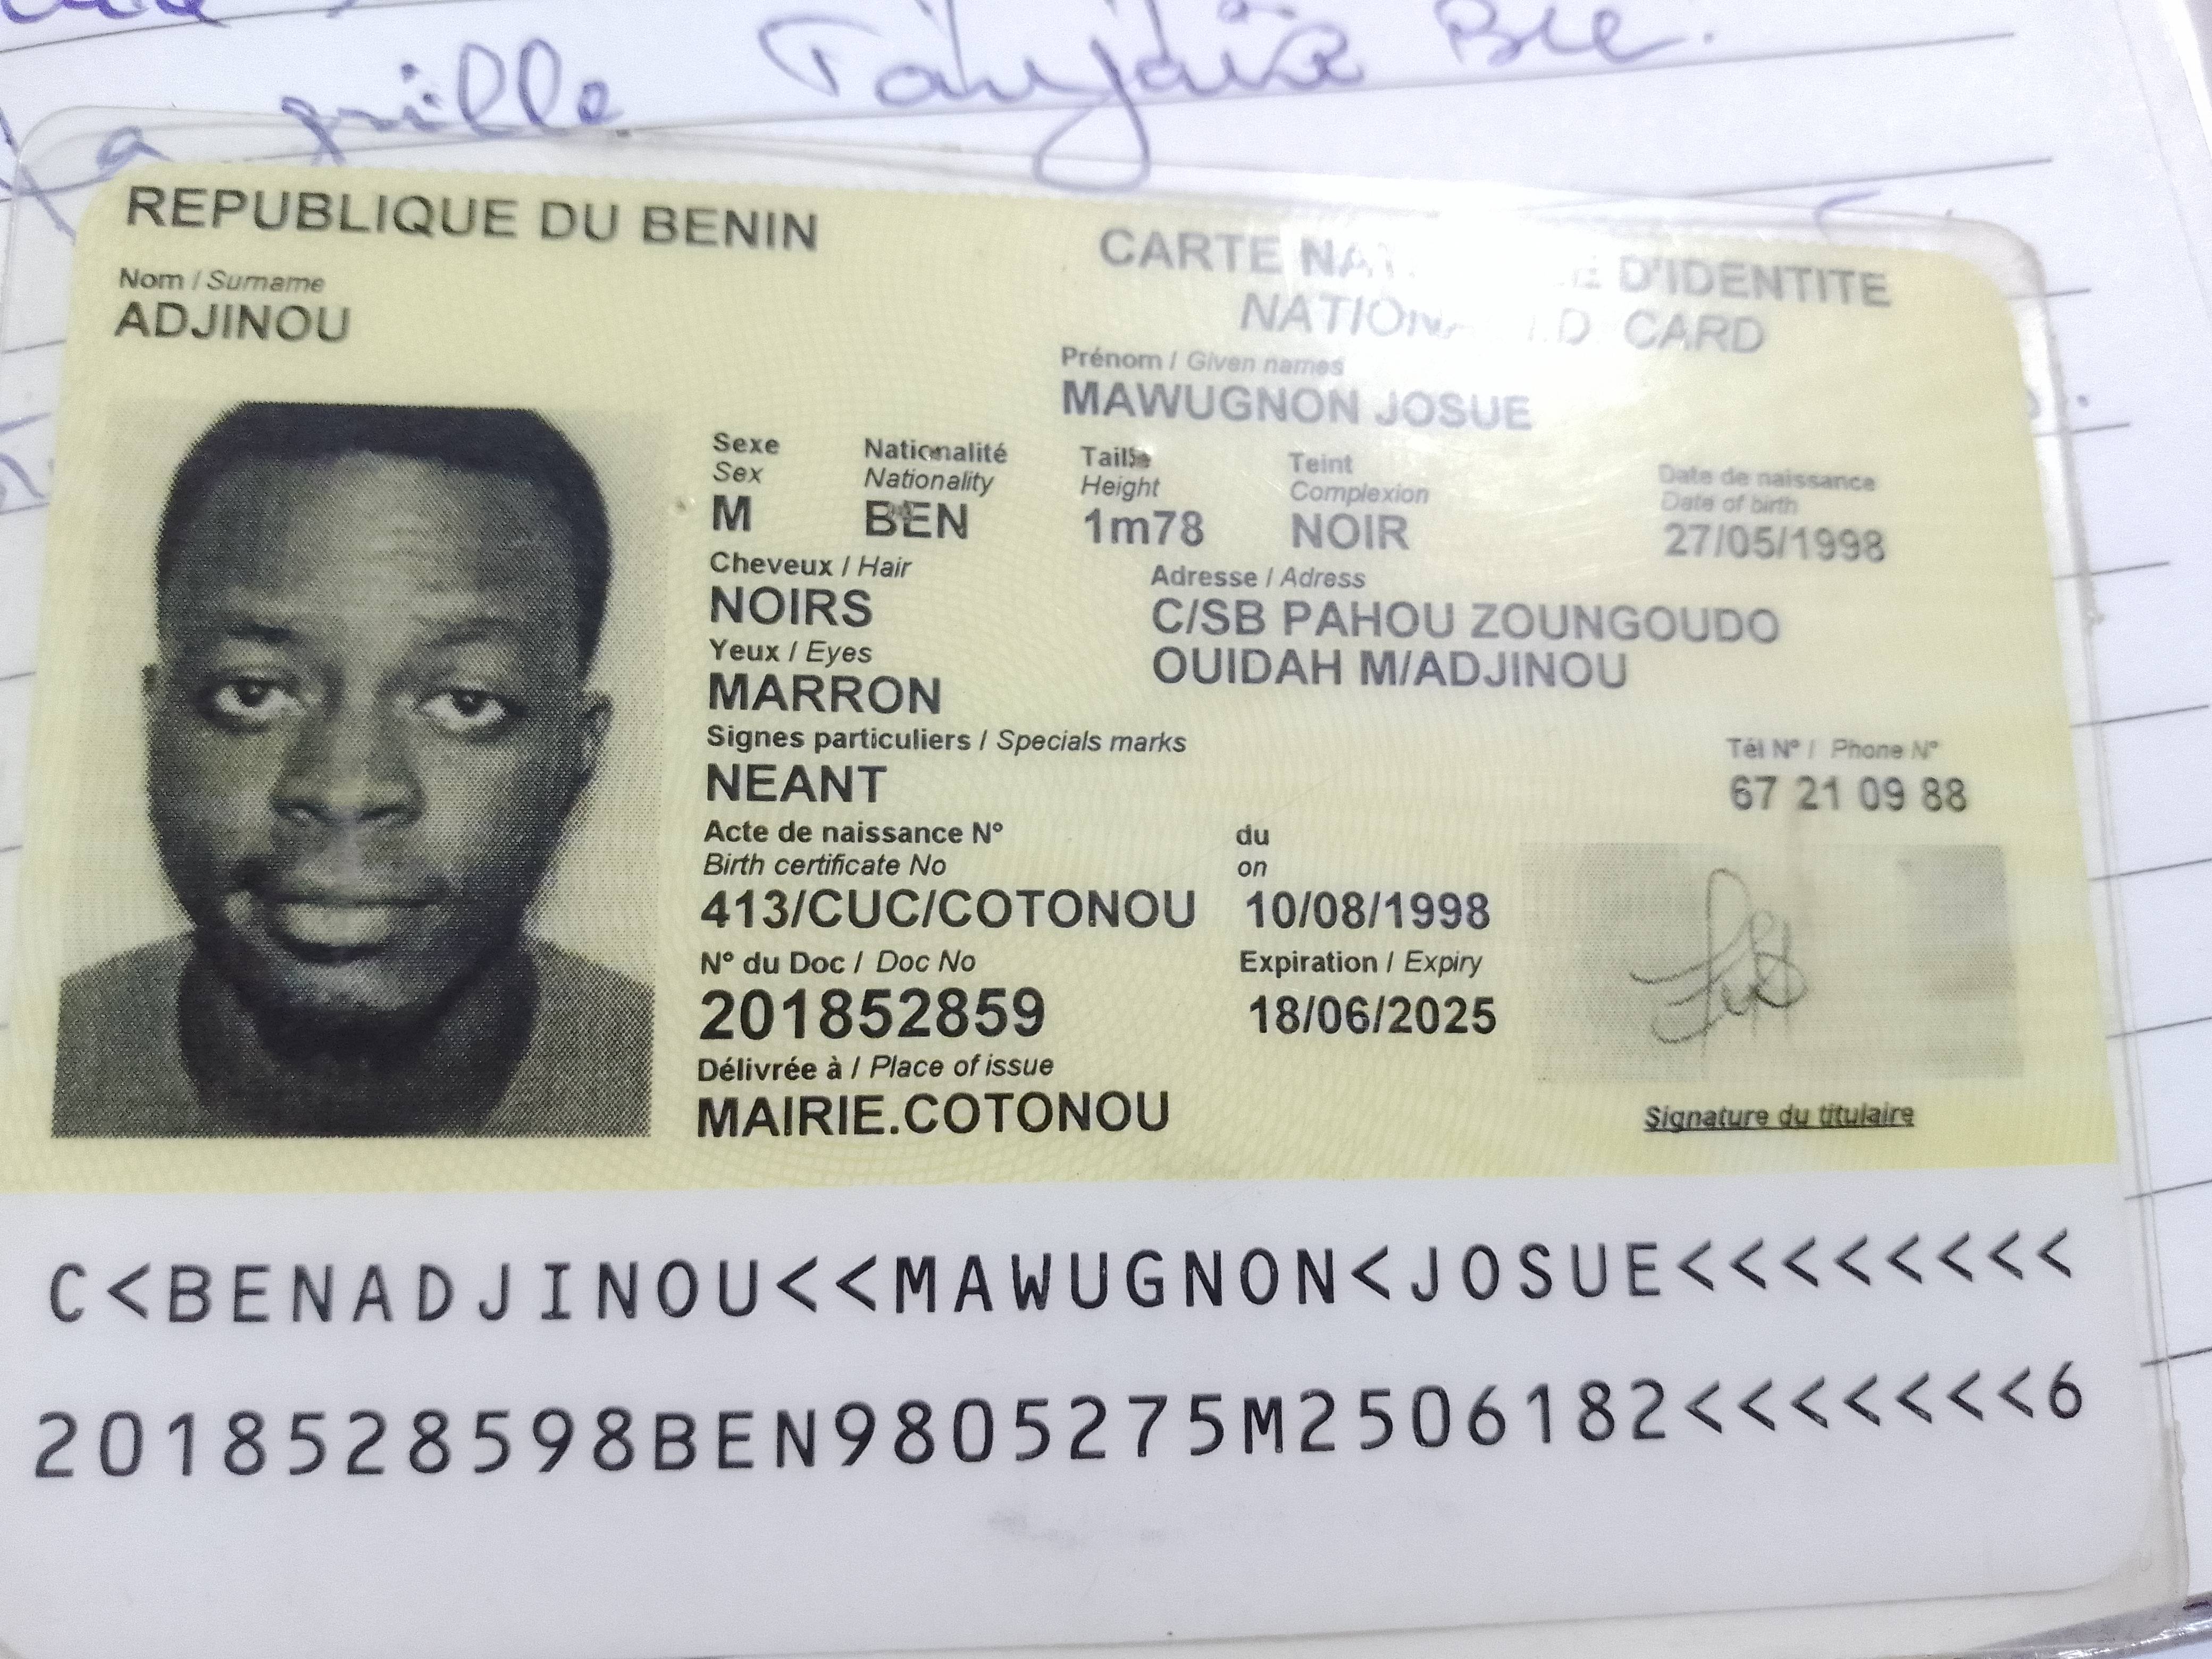 la grille Toujours Ble.
REPUBLIQUE DU BENIN
CARTE D'IDENTITE
CARD
Nom / Surname
ADJINOU
Prénom / Given names
MAWUGNON JOSUE
Sexe Nationalité Taille Teint Date de naissance
Sex Nationality Height Complexion Date of birth
M BEN 1m78 NOIR 27/05/1998
Cheveux / Hair Adresse / Adress
NOIRS C/SB PAHOU ZOUNGOUDO
Yeux / Eyes OUIDAH M/ADJINOU
MARRON
Signes particuliers / Specials marks Tél N° / Phone N°
NEANT 67 21 09 88
Acte de naissance N° du
Birth certificate No on
413/CUC/COTONOU 10/08/1998
N° du Doc / Doc No Expiration / Expiry
201852859 18/06/2025
Délivrée à / Place of issue
MAIRIE.COTONOU
Signature du titulaire
C<BENADJINOU<<MAWUGNON<JOSUE<<<<<<<<
2018528598BEN9805275M2506182<<<<<<<6